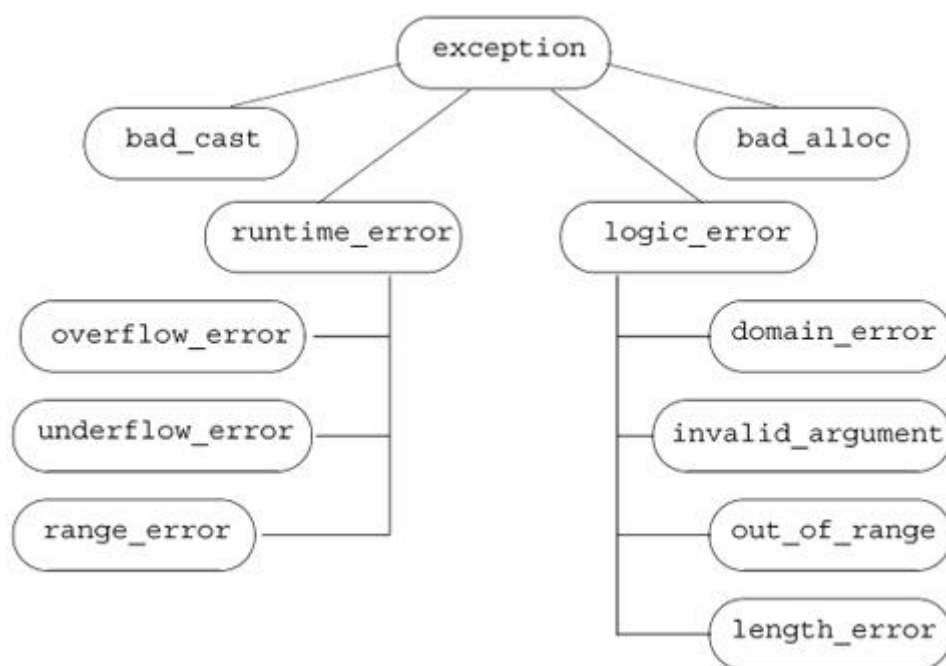 exception
bad_cast
bad_alloc
runtime_error
logic_error
overflow_error
domain_error
underflow_error
invalid_argument
range_error
out_of_range
length_error